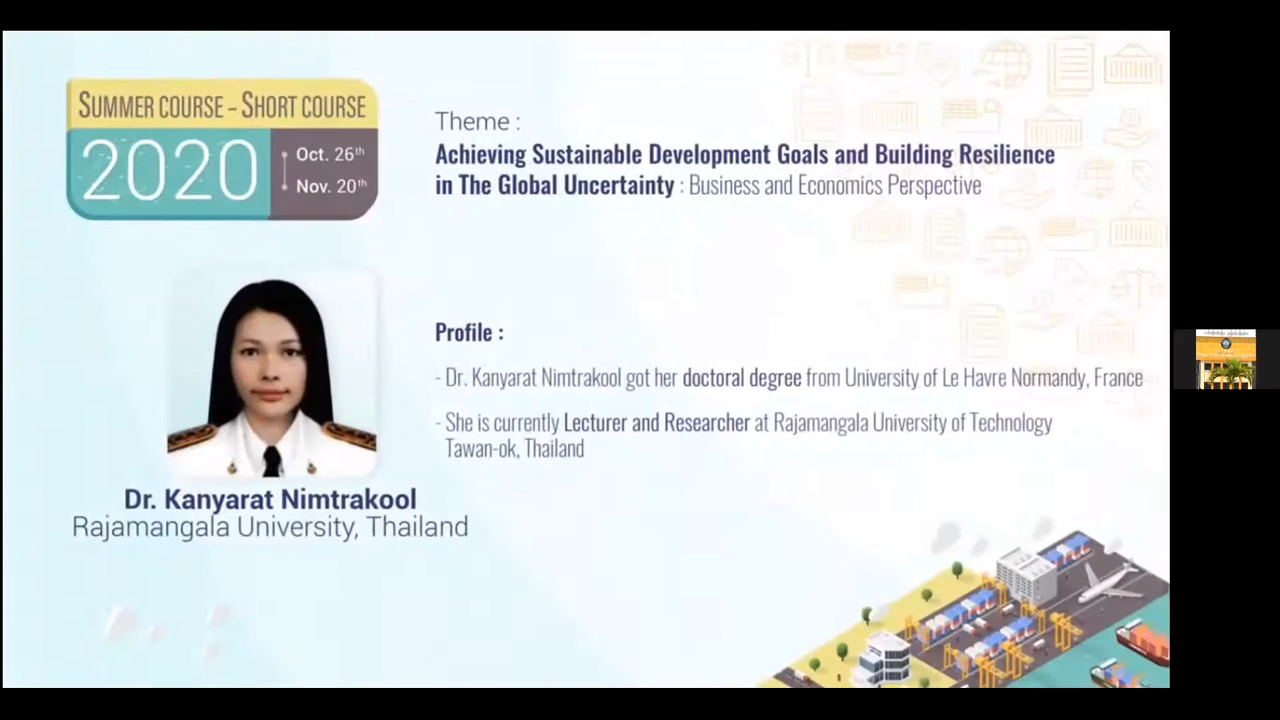 SUMMER COURSE – SHORT COURSE
2020
Oct. 26th
Nov. 20th
Theme :
Achieving Sustainable Development Goals and Building Resilience
in The Global Uncertainty : Business and Economics Perspective
Profile :
- Dr. Kanyarat Nimtrakool got her doctoral degree from University of Le Havre Normandy, France
- She is currently Lecturer and Researcher at Rajamangala University of Technology
Tawan-ok, Thailand
Dr. Kanyarat Nimtrakool
Rajamangala University, Thailand